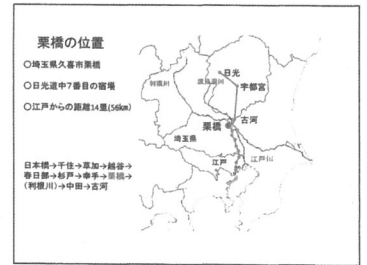 栗橋の位置
○埼玉県久喜市栗橋
○日光道中7番目の宿場
○江戸からの距離14里(56km)
日本橋→千住→草加→越谷→
春日部→杉戸→幸手→栗橋→
(利根川)→中田→古河
利根川
渡良瀬川
日光
宇都宮
古河
栗橋
埼玉県
江戸
江戸川